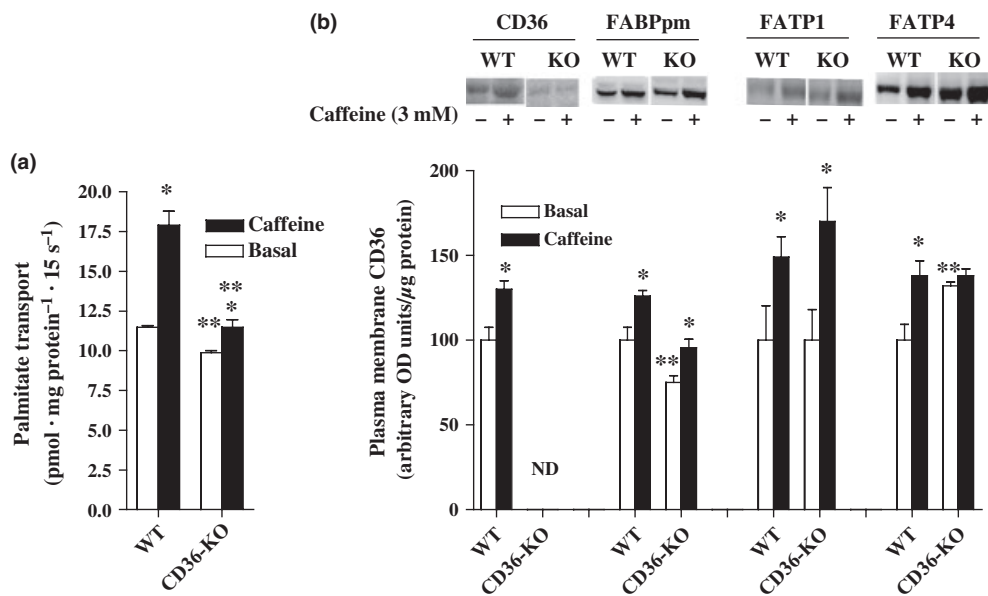 (b)
CD36 FABPpm FATP1 FATP4
WT KO WT KO WT KO WT KO
Caffeine (3 mM) – + – + – + – + – + – + – + – +
(a)
Palmitate transport
(pmol · mg protein⁻¹ · 15 s⁻¹)
20.0
17.5
15.0
12.5
10.0
7.5
5.0
2.5
0.0
*
**
**
*
Caffeine
Basal
WT
CD36-KO
Plasma membrane CD36
(arbitrary OD units/µg protein)
200
150
100
50
0
Basal
Caffeine
*
ND
*
**
*
*
*
*
**
WT
CD36-KO
WT
CD36-KO
WT
CD36-KO
WT
CD36-KO